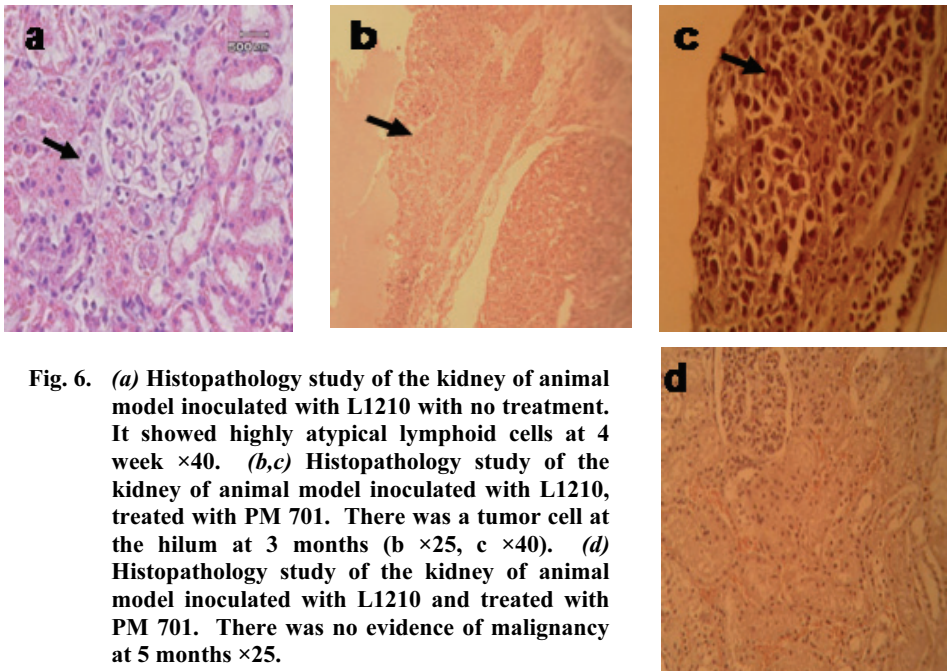 a
500 nm
b
c
d
Fig. 6. (a) Histopathology study of the kidney of animal
model inoculated with L1210 with no treatment.
It showed highly atypical lymphoid cells at 4
week ×40. (b,c) Histopathology study of the
kidney of animal model inoculated with L1210,
treated with PM 701. There was a tumor cell at
the hilum at 3 months (b ×25, c ×40). (d)
Histopathology study of the kidney of animal
model inoculated with L1210 and treated with
PM 701. There was no evidence of malignancy
at 5 months ×25.